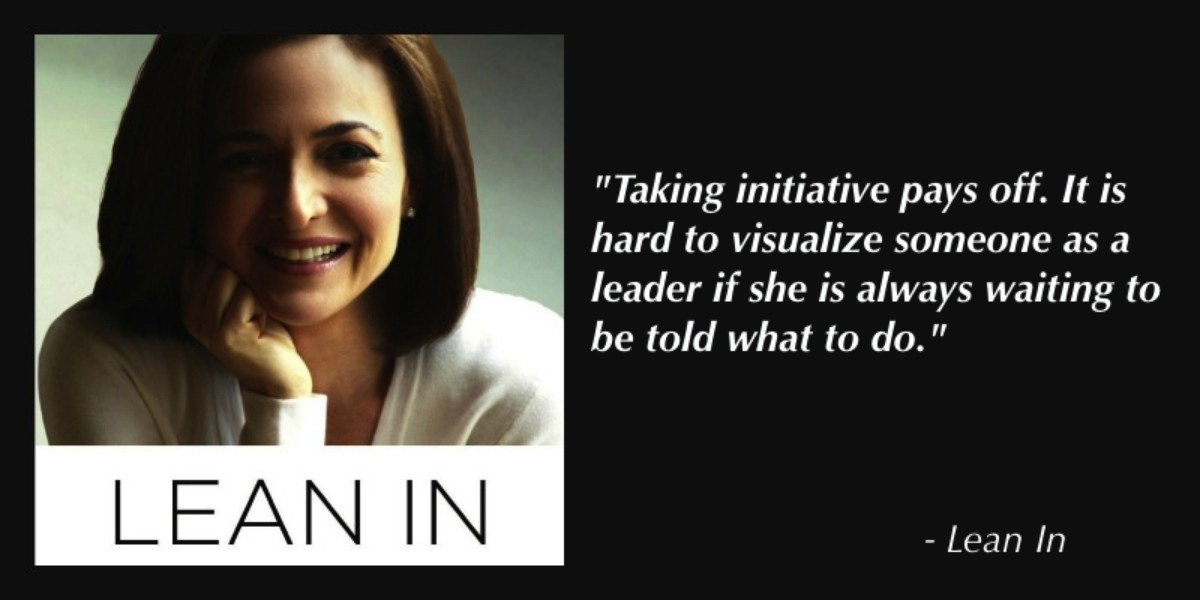 LEAN IN
"Taking initiative pays off. It is
hard to visualize someone as a
leader if she is always waiting to
be told what to do."
- Lean In